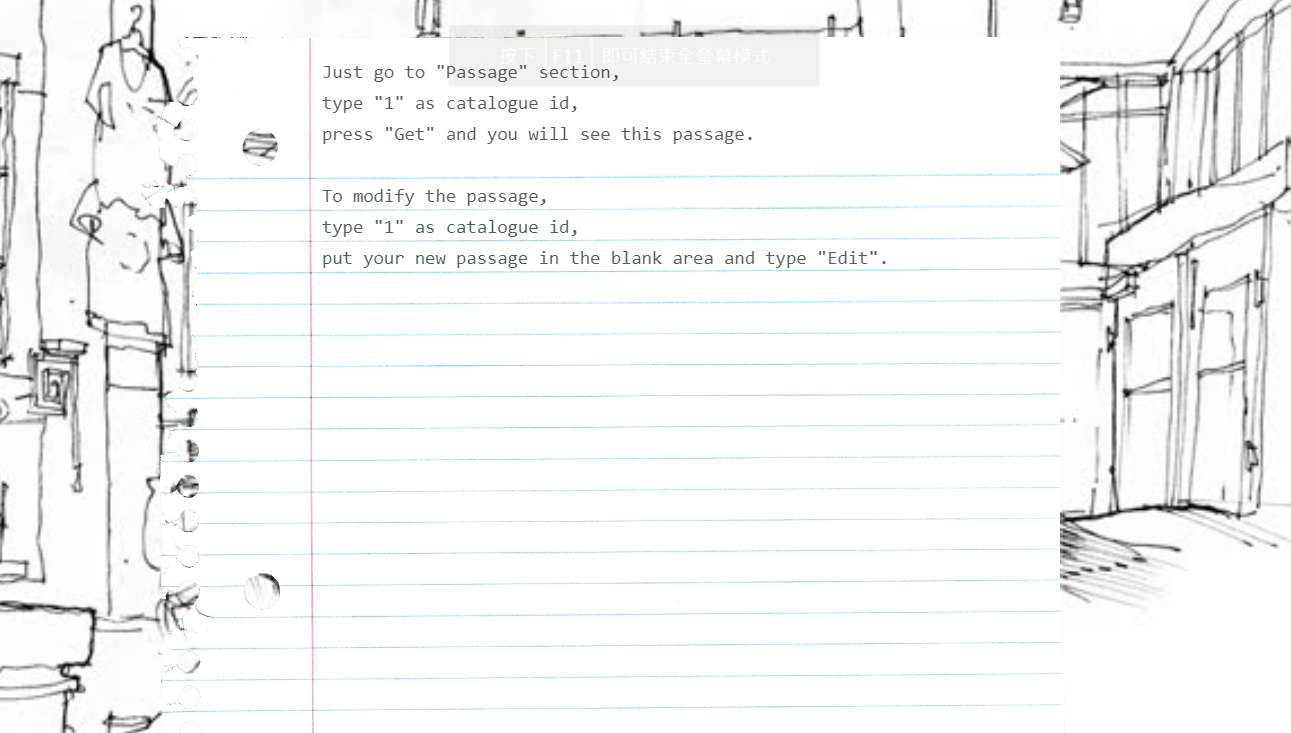 按下 F11 即可結束全螢幕模式
Just go to "Passage" section,
type "1" as catalogue id,
press "Get" and you will see this passage.
To modify the passage,
type "1" as catalogue id,
put your new passage in the blank area and type "Edit".